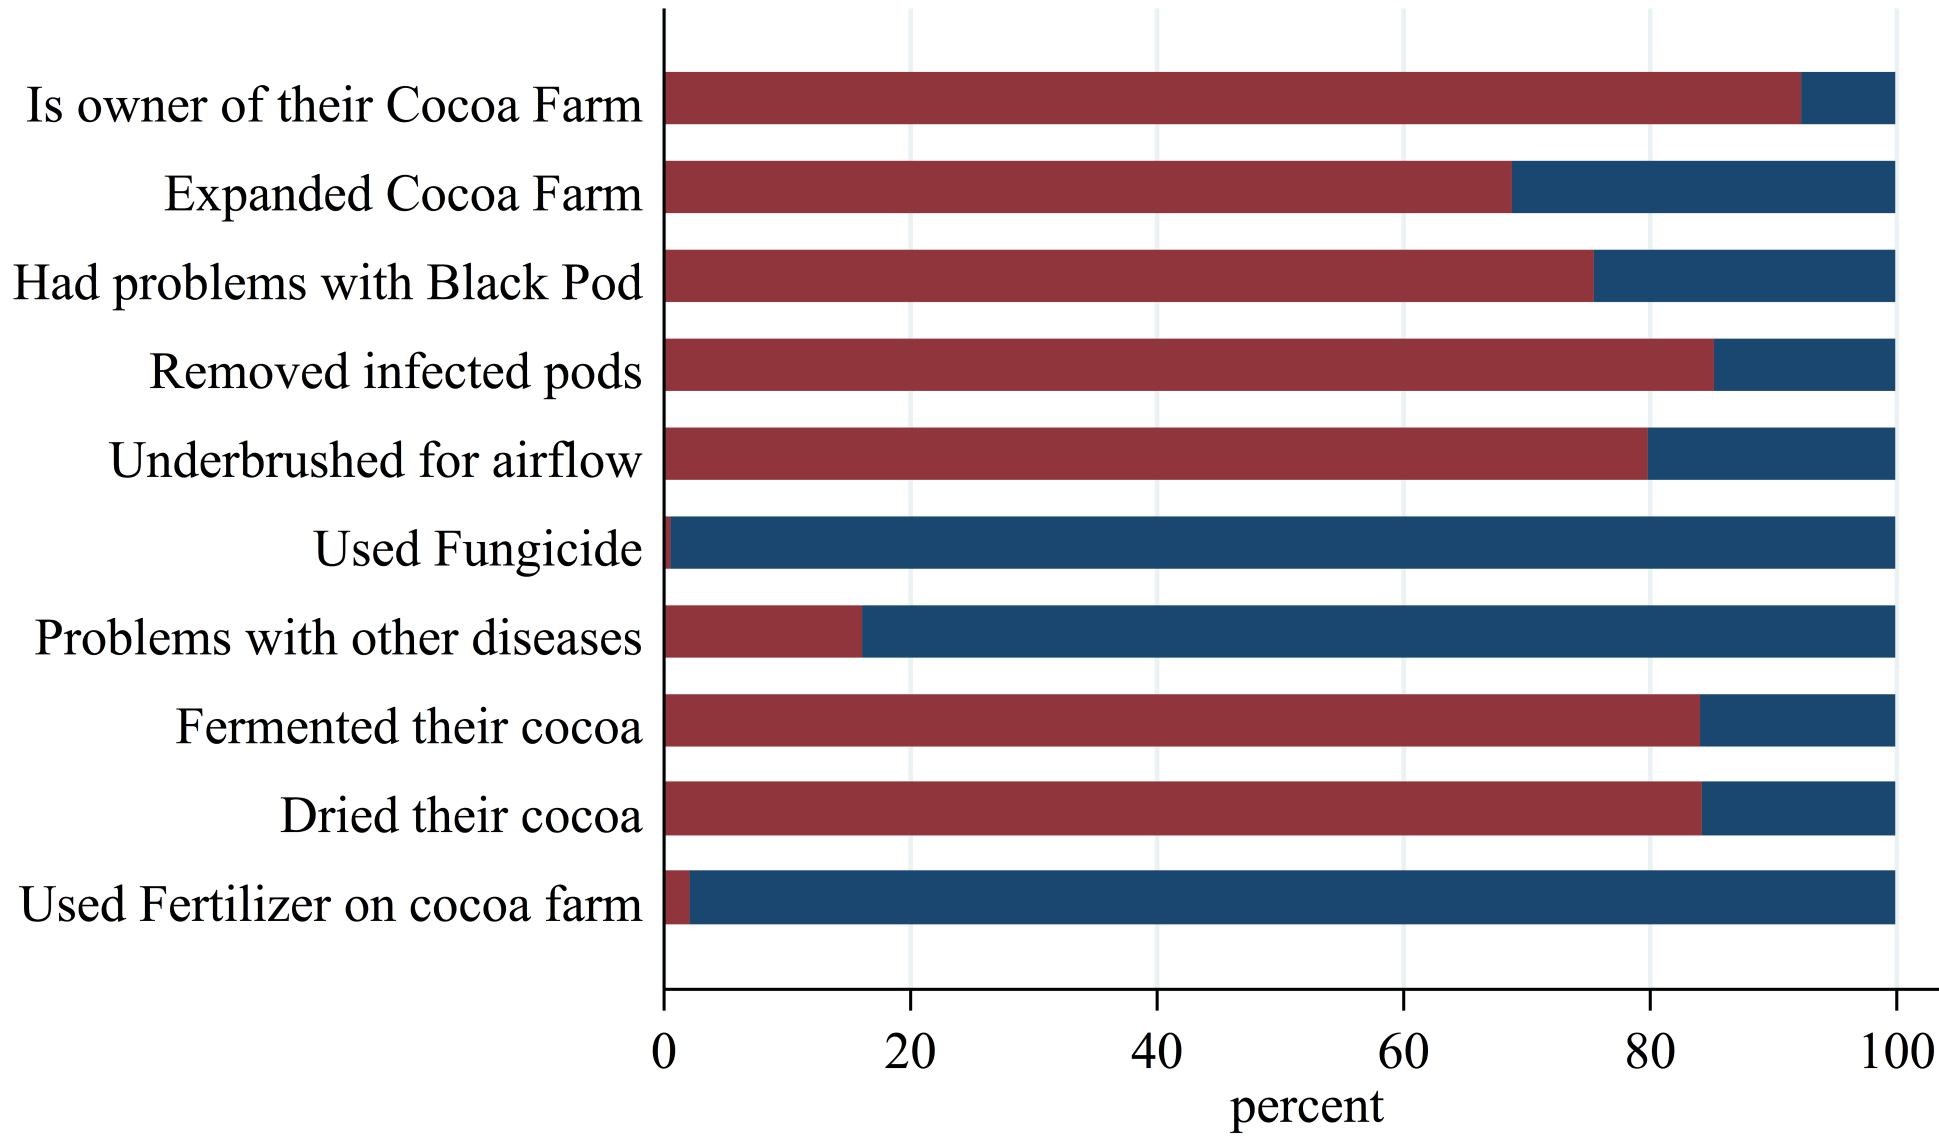 Is owner of their Cocoa Farm
Expanded Cocoa Farm
Had problems with Black Pod
Removed infected pods
Underbrushed for airflow
Used Fungicide
Problems with other diseases
Fermented their cocoa
Dried their cocoa
Used Fertilizer on cocoa farm
0 20 40 60 80 100
percent